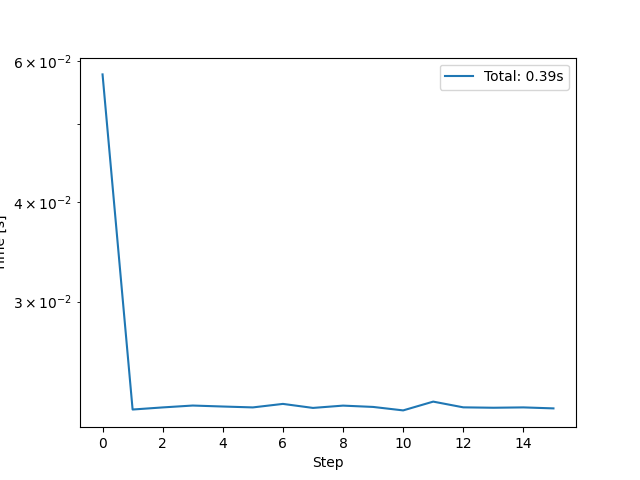 6 × 10⁻²
Total: 0.39s
4 × 10⁻²
3 × 10⁻²
[s]
0 2 4 6 8 10 12 14
Step